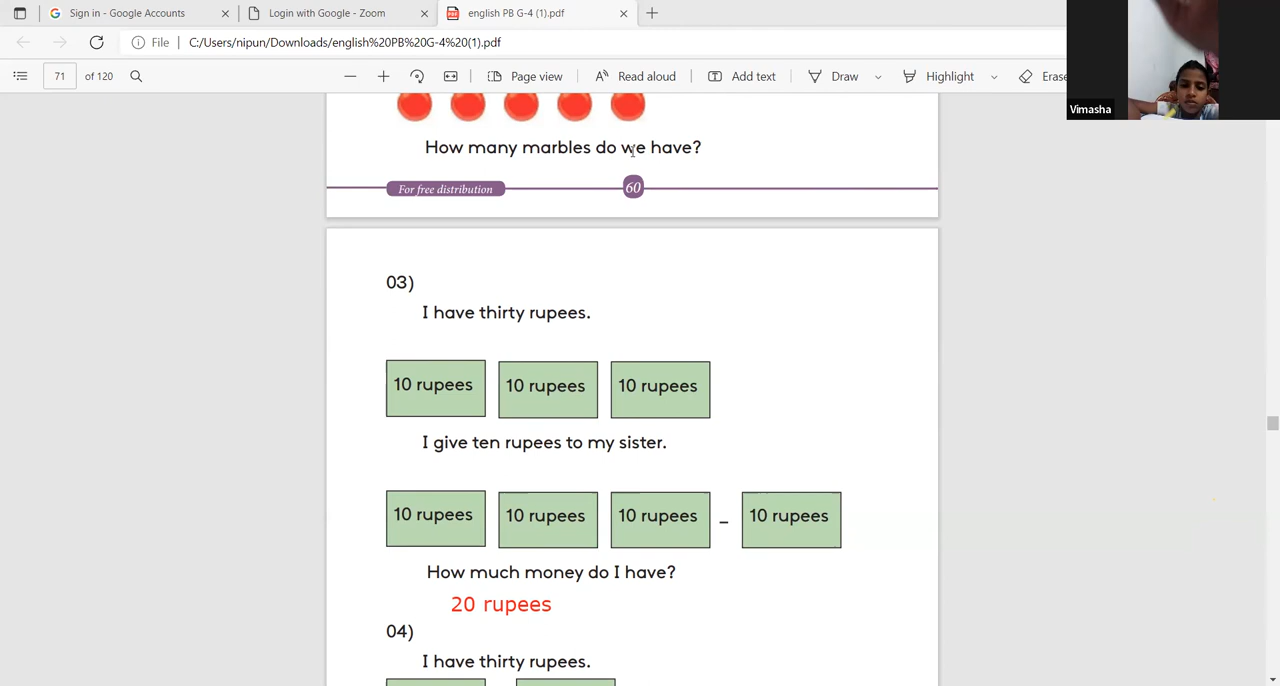 Sign in - Google Accounts
Login with Google - Zoom
english PB G-4 (1).pdf
File
C:/Users/nipun/Downloads/english%20PB%20G-4%20(1).pdf
71 of 120
Page view
Read aloud
Add text
Draw
Highlight
Erase
Vimasha
How many marbles do we have?
For free distribution
60
03)
I have thirty rupees.
10 rupees 10 rupees 10 rupees
I give ten rupees to my sister.
10 rupees 10 rupees 10 rupees – 10 rupees
How much money do I have?
20 rupees
04)
I have thirty rupees.